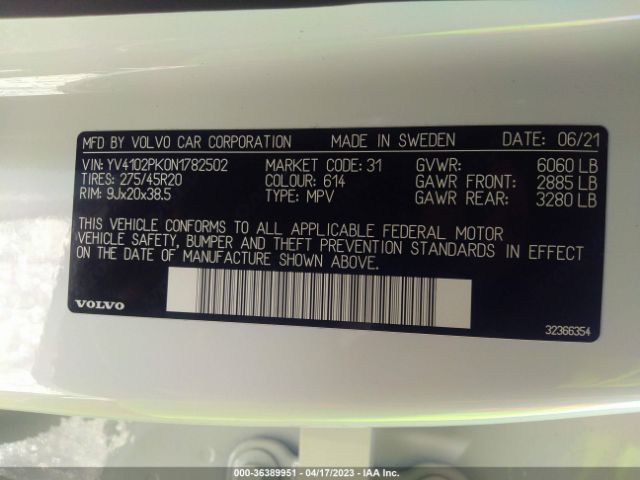 MFD BY VOLVO CAR CORPORATION MADE IN SWEDEN DATE: 06/21
VIN: YV4102PK0N1782502 MARKET CODE: 31 GVWR: 6060 LB
TIRES: 275/45R20 COLOUR: 614 GAWR FRONT: 2885 LB
RIM: 9Jx20x38.5 TYPE: MPV GAWR REAR: 3280 LB
THIS VEHICLE CONFORMS TO ALL APPLICABLE FEDERAL MOTOR
VEHICLE SAFETY, BUMPER AND THEFT PREVENTION STANDARDS IN EFFECT
ON THE DATE OF MANUFACTURE SHOWN ABOVE.
VOLVO
32366354
000-36389951 - 04/17/2023 - IAA Inc.